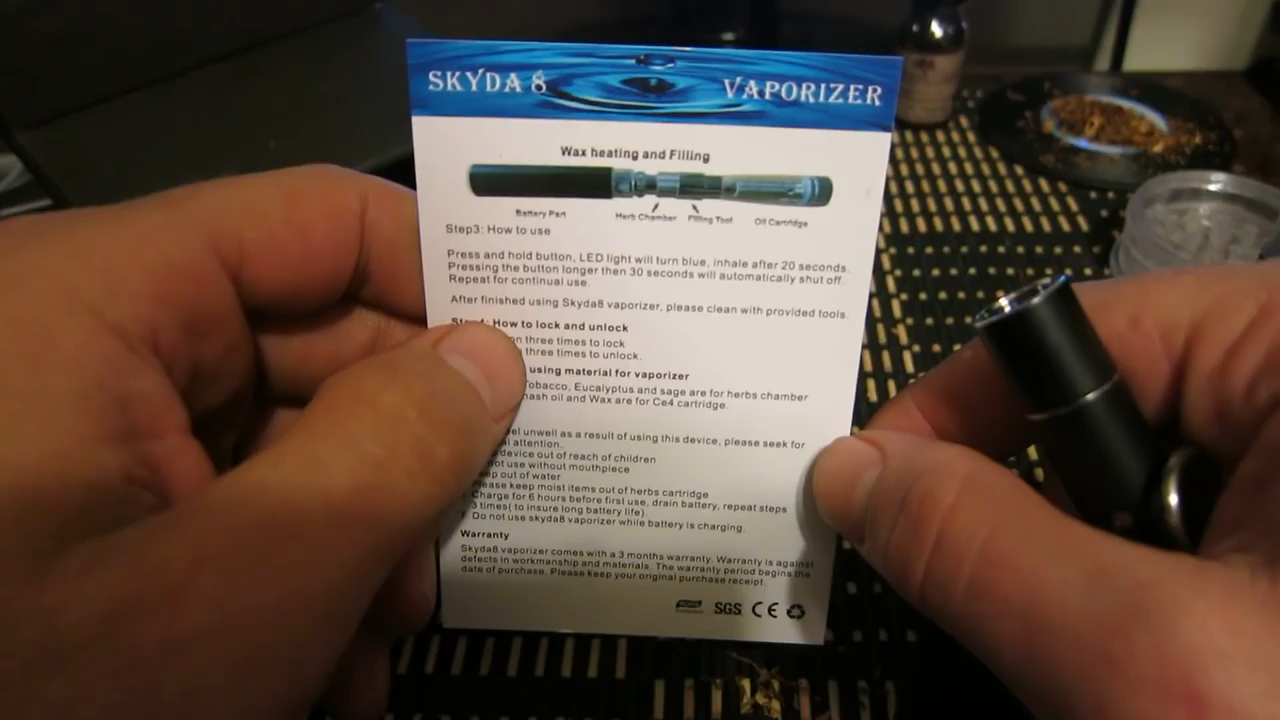 SKYDA 8 VAPORIZER
Wax heating and Filling
Battery Part Herb Chamber Filling Tool Oil Cartridge
Step3: How to use
Press and hold button, LED light will turn blue, inhale after 20 seconds.
Pressing the button longer then 30 seconds will automatically shut off.
Repeat for continual use.
After finished using Skyda8 vaporizer, please clean with provided tools.
How to lock and unlock
three times to lock
three times to unlock.
using material for vaporizer
Tobacco, Eucalyptus and sage are for herbs chamber
oil and Wax are for Ce4 cartridge.
unwell as a result of using this device, please seek for
attention.
device out of reach of children
not use without mouthpiece
out of water
Please keep moist items out of herbs cartridge
Charge for 6 hours before first use, drain battery, repeat steps
3 times( to insure long battery life).
Do not use skyda8 vaporizer while battery is charging.
Warranty
Skyda8 vaporizer comes with a 3 months warranty. Warranty is against
defects in workmanship and materials. The warranty period begins the
date of purchase. Please keep your original purchase receipt.
SGS CE